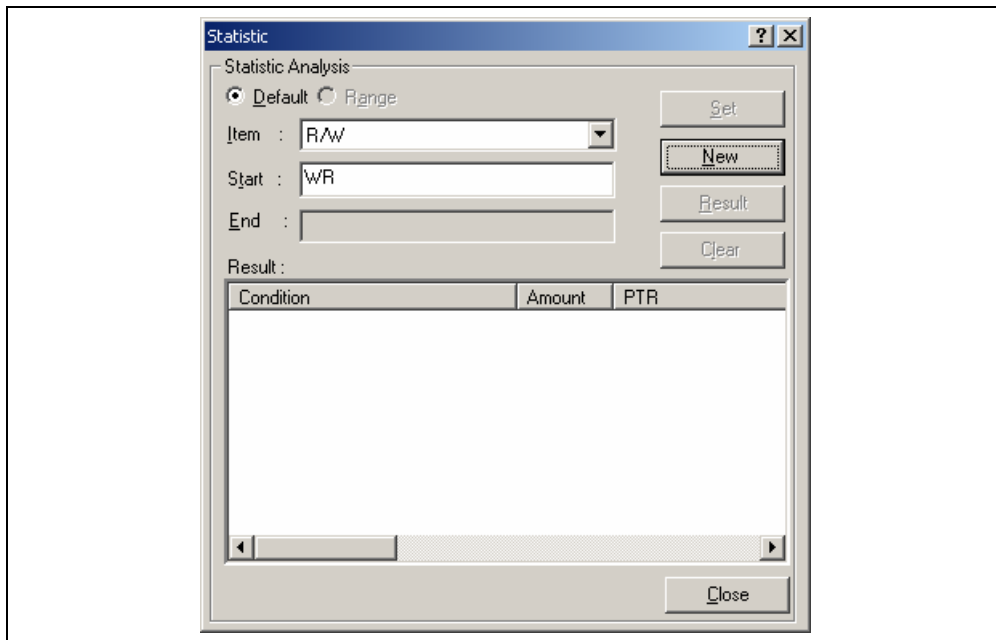 Statistic
Statistic Analysis
Default Range
Set
Item : R/W
New
Start : WR
Result
End :
Clear
Result :
Condition Amount PTR
Close